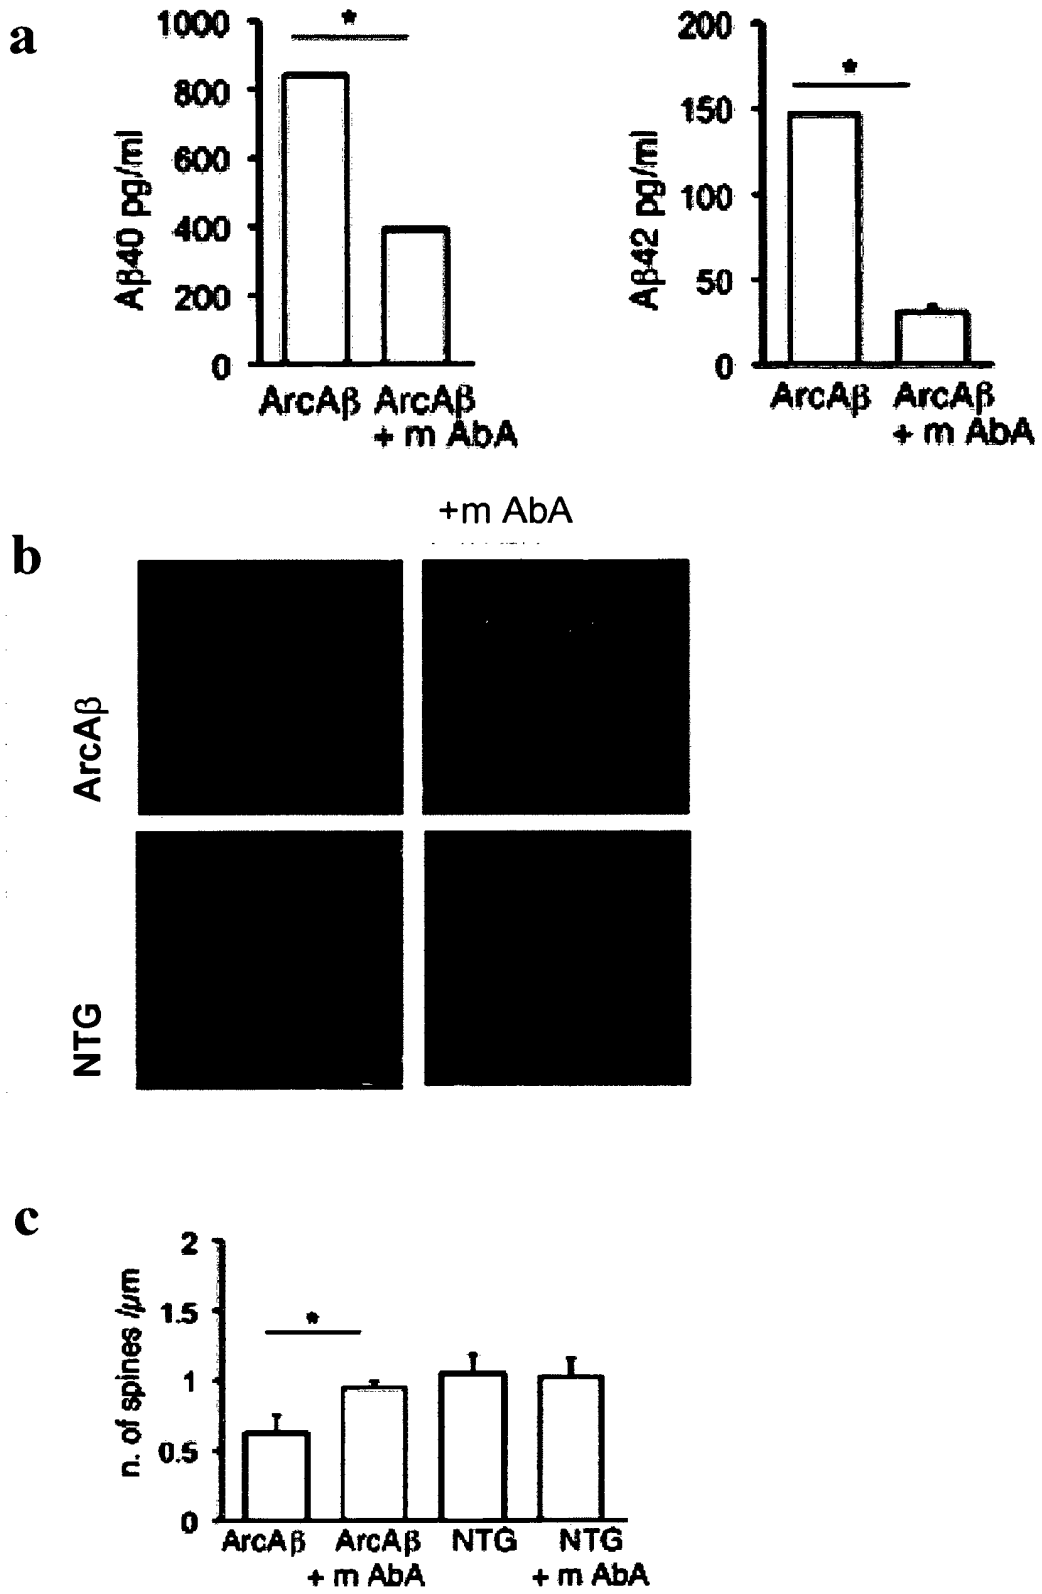 a
Aβ40 pg/ml
1000
800
600
400
200
0
*
ArcAβ
ArcAβ
+ m AbA
Aβ42 pg/ml
200
150
100
50
0
*
ArcAβ
ArcAβ
+ m AbA
b
+m AbA
ArcAβ
NTG
c
n. of spines /μm
2
1.5
1
0.5
0
*
ArcAβ
ArcAβ
+ m AbA
NTG
NTG
+ m AbA